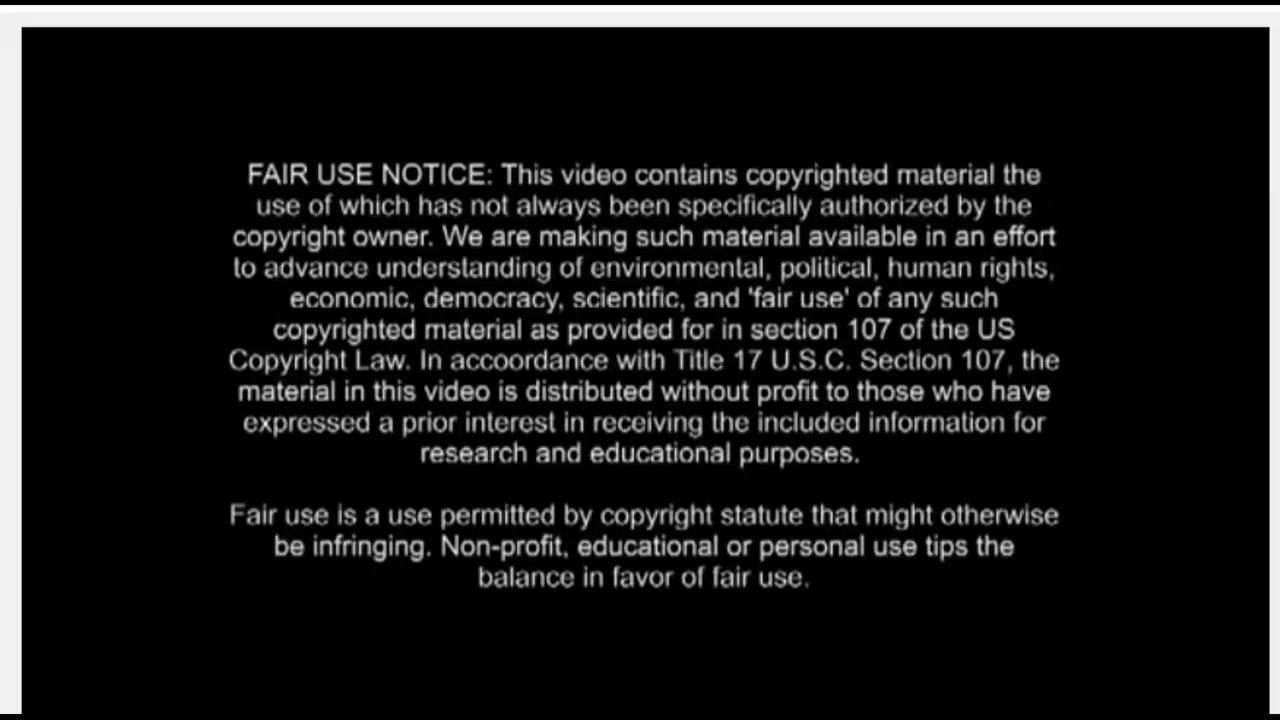 FAIR USE NOTICE: This video contains copyrighted material the
use of which has not always been specifically authorized by the
copyright owner. We are making such material available in an effort
to advance understanding of environmental, political, human rights,
economic, democracy, scientific, and 'fair use' of any such
copyrighted material as provided for in section 107 of the US
Copyright Law. In accoordance with Title 17 U.S.C. Section 107, the
material in this video is distributed without profit to those who have
expressed a prior interest in receiving the included information for
research and educational purposes.
Fair use is a use permitted by copyright statute that might otherwise
be infringing. Non-profit, educational or personal use tips the
balance in favor of fair use.